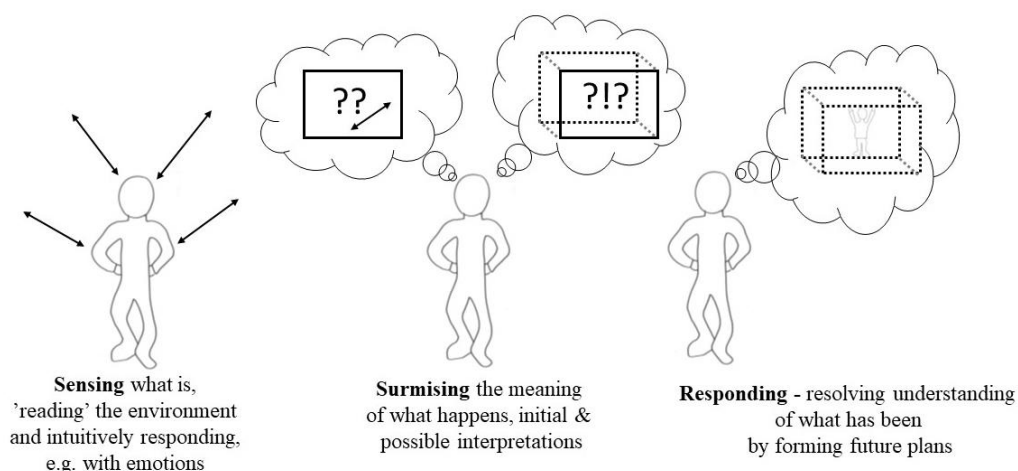 ??
?!?
Sensing what is,
’reading’ the environment
and intuitively responding,
e.g. with emotions
Surmising the meaning
of what happens, initial &
possible interpretations
Responding - resolving understanding
of what has been
by forming future plans